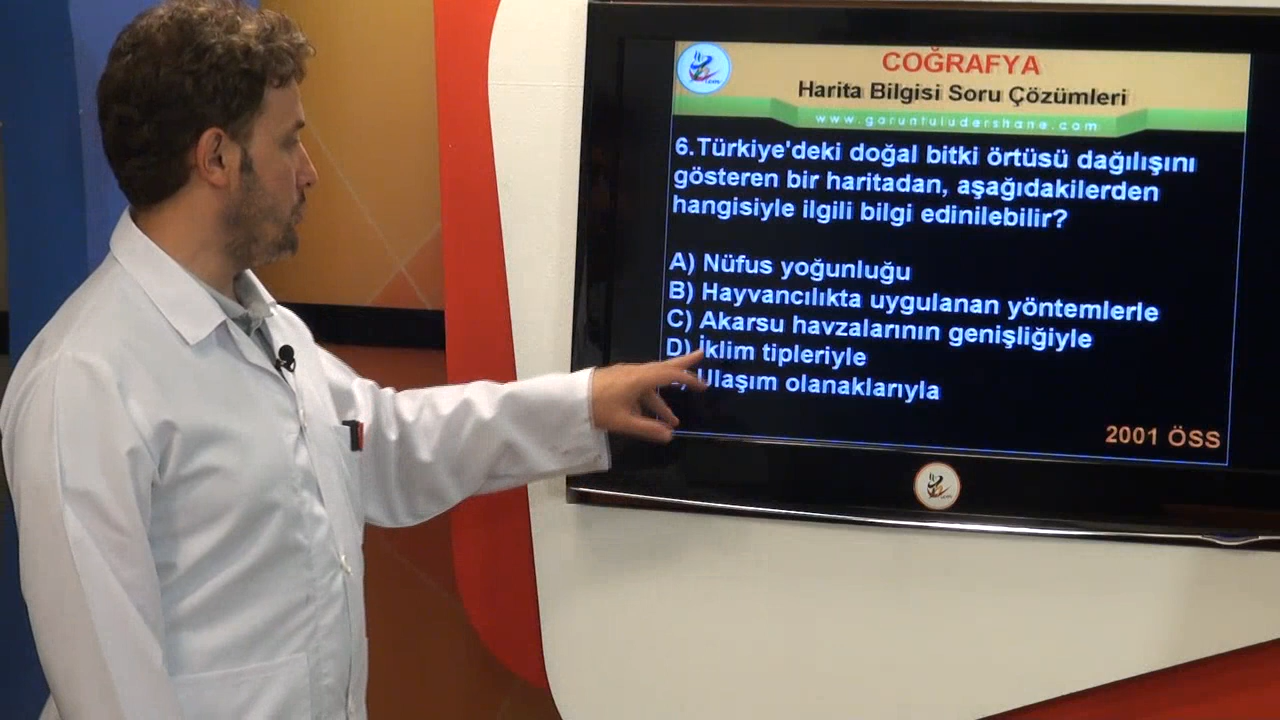 COĞRAFYA
Harita Bilgisi Soru Çözümleri
www.goruntuludershane.com
6.Türkiye'deki doğal bitki örtüsü dağılışını
gösteren bir haritadan, aşağıdakilerden
hangisiyle ilgili bilgi edinilebilir?
A) Nüfus yoğunluğu
B) Hayvancılıkta uygulanan yöntemlerle
C) Akarsu havzalarının genişliğiyle
D) İklim tipleriyle
Ulaşım olanaklarıyla
2001 ÖSS